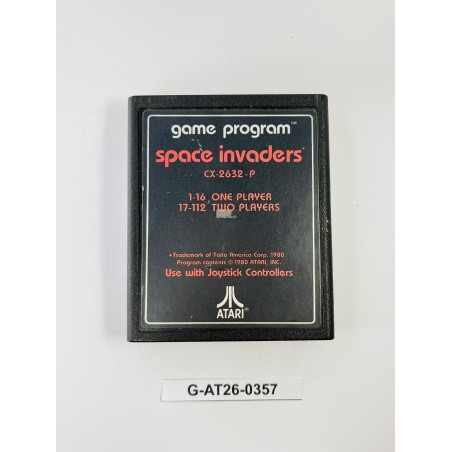 game program™
space invaders*
CX-2632-P
1-16 ONE PLAYER
17-112 TWO PLAYERS
*Trademark of Taito America Corp. 1980
Program contents © 1980 ATARI, INC.
Use with Joystick Controllers
ATARI®
G-AT26-0357